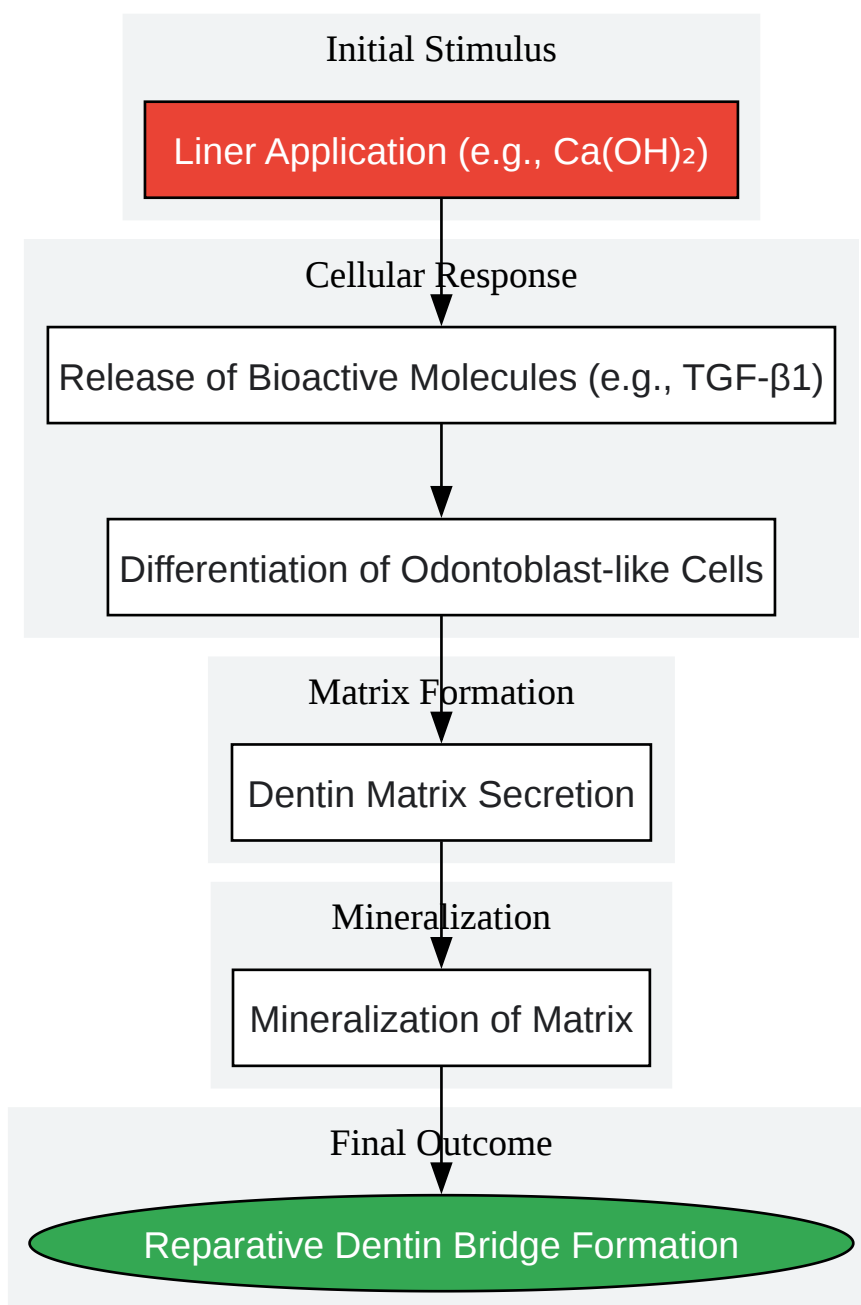 Initial Stimulus
Liner Application (e.g., Ca(OH)₂)
Cellular Response
Release of Bioactive Molecules (e.g., TGF-β1)
Differentiation of Odontoblast-like Cells
Matrix Formation
Dentin Matrix Secretion
Mineralization
Mineralization of Matrix
Final Outcome
Reparative Dentin Bridge Formation